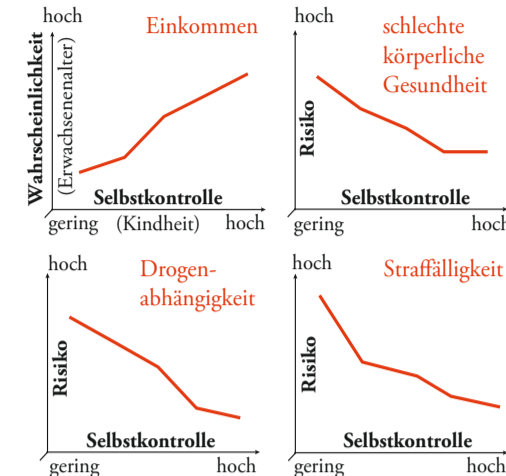 hoch
Einkommen
Wahrscheinlichkeit
(Erwachsenenalter)
Selbstkontrolle
gering (Kindheit) hoch
hoch
schlechte
körperliche
Gesundheit
Risiko
Selbstkontrolle
gering hoch
hoch
Drogen-
abhängigkeit
Risiko
Selbstkontrolle
gering hoch
hoch
Straffälligkeit
Risiko
Selbstkontrolle
gering hoch